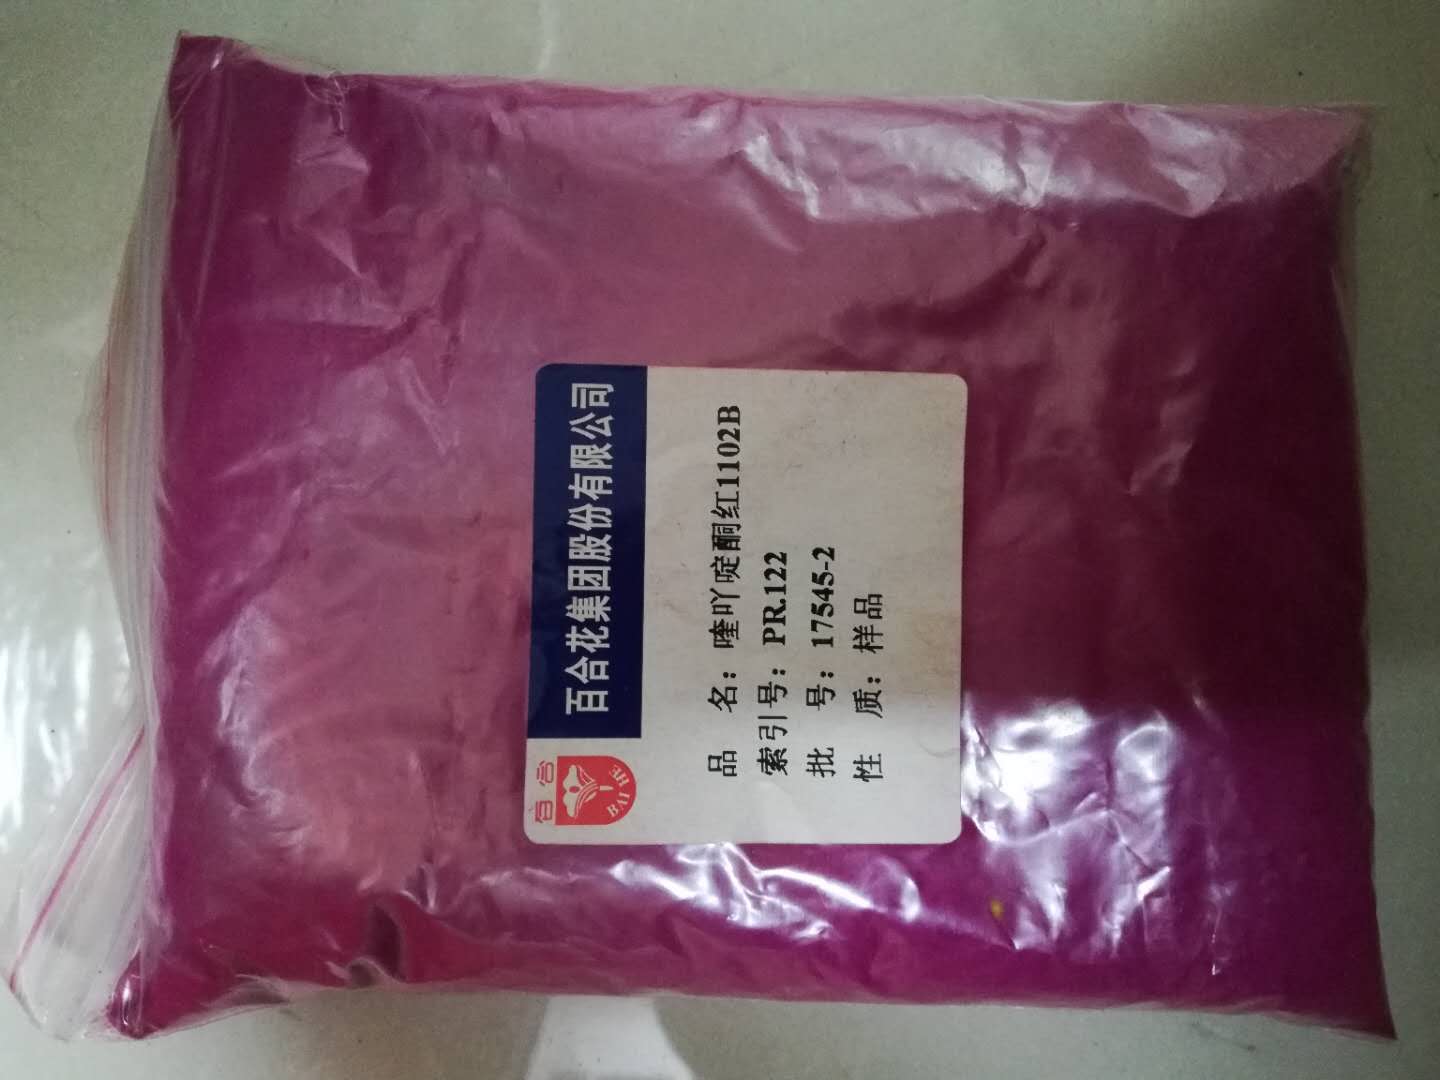 百合
BAIHE
百合花集团股份有限公司
品 名：喹吖啶酮红1102B
索引号：PR.122
批 号：17545-2
性 质：样品